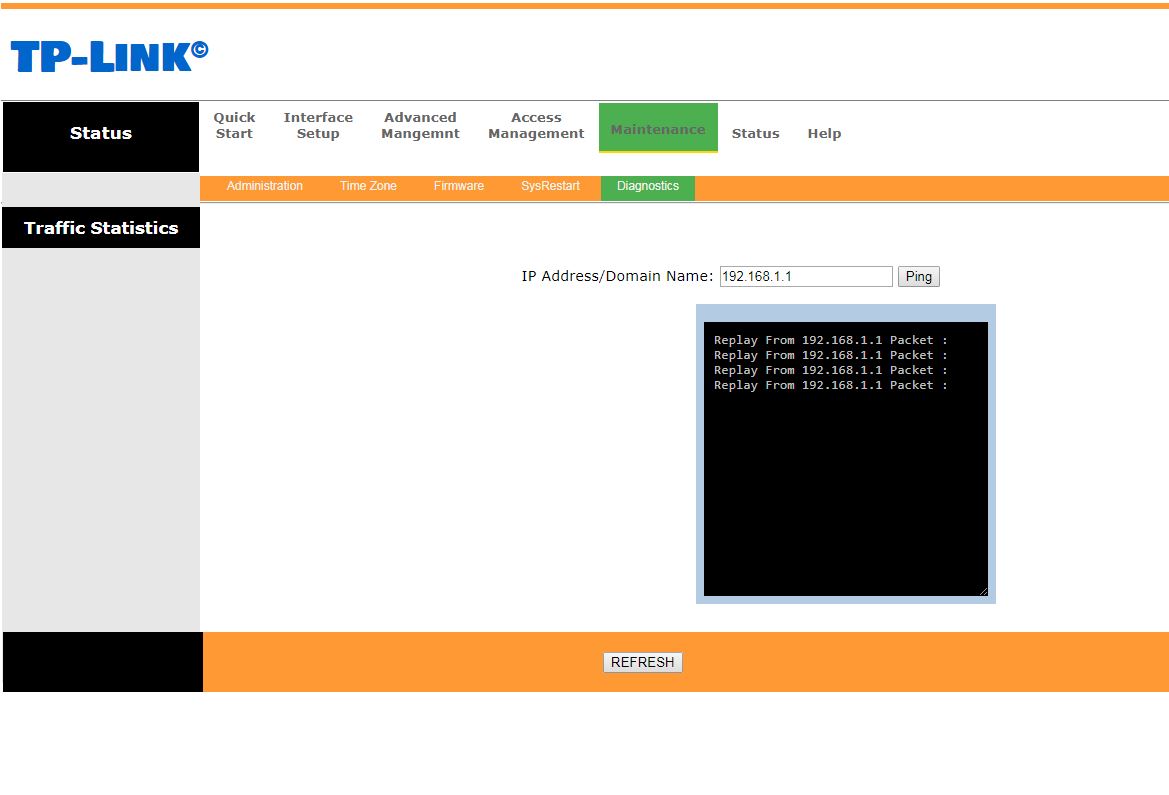 TP-LINK©
Status
Quick Start
Interface Setup
Advanced Mangemnt
Access Management
Maintenance
Status
Help
Administration
Time Zone
Firmware
SysRestart
Diagnostics
Traffic Statistics
IP Address/Domain Name: 192.168.1.1 Ping
Replay From 192.168.1.1 Packet :
Replay From 192.168.1.1 Packet :
Replay From 192.168.1.1 Packet :
Replay From 192.168.1.1 Packet :
REFRESH